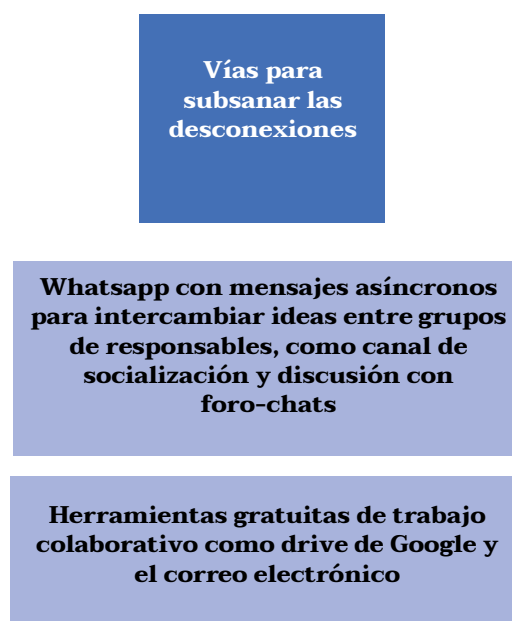 Vías para
subsanar las
desconexiones
Whatsapp con mensajes asíncronos
para intercambiar ideas entre grupos
de responsables, como canal de
socialización y discusión con
foro-chats
Herramientas gratuitas de trabajo
colaborativo como drive de Google y
el correo electrónico